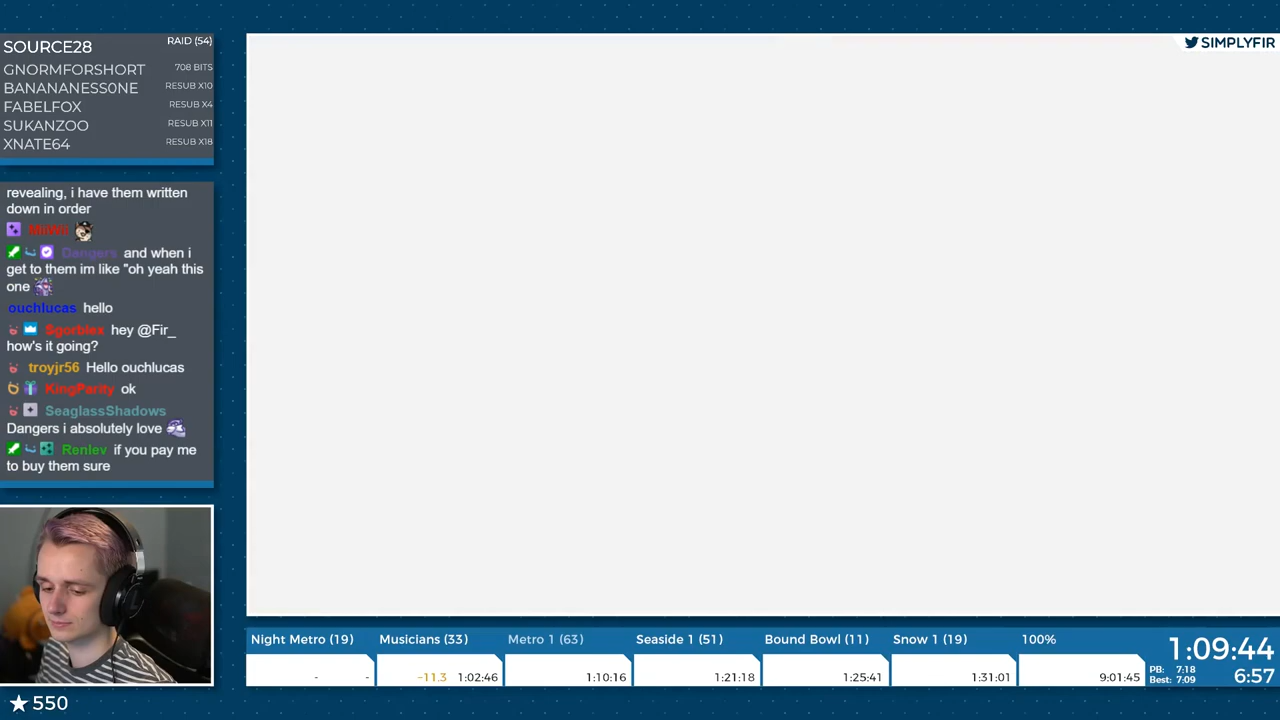 SOURCE28 RAID (54)
GNORMFORSHORT 708 BITS
BANANANESS0NE RESUB X10
FABELFOX RESUB X4
SUKANZOO RESUB X11
XNATE64 RESUB X18
SIMPLYFIR
revealing, i have them written
down in order
MiiWii
Dangers and when i
get to them im like "oh yeah this
one
ouchlucas hello
Sgorblex hey @Fir_
how's it going?
troyjr56 Hello ouchlucas
KingParity ok
SeaglassShadows
Dangers i absolutely love
Renlev if you pay me
to buy them sure
Night Metro (19) Musicians (33) Metro 1 (63) Seaside 1 (51) Bound Bowl (11) Snow 1 (19) 100%
- - −11.3 1:02:46 1:10:16 1:21:18 1:25:41 1:31:01 9:01:45
1:09:44
PB: 7:18
Best: 7:09
6:57
★ 550